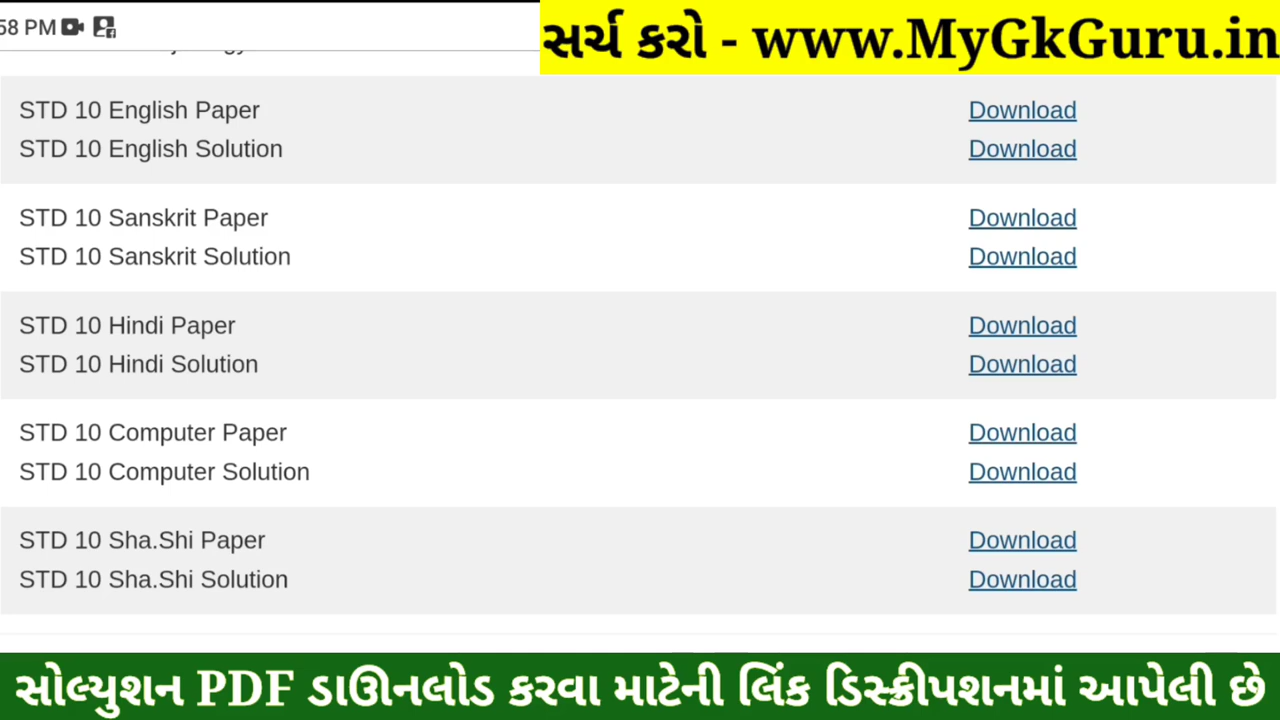 58 PM
સર્ચ કરો - www.MyGkGuru.in
STD 10 English Paper Download
STD 10 English Solution Download
STD 10 Sanskrit Paper Download
STD 10 Sanskrit Solution Download
STD 10 Hindi Paper Download
STD 10 Hindi Solution Download
STD 10 Computer Paper Download
STD 10 Computer Solution Download
STD 10 Sha.Shi Paper Download
STD 10 Sha.Shi Solution Download
સોલ્યુશન PDF ડાઊનલોડ કરવા માટેની લિંક ડિસ્ક્રીપશનમાં આપેલી છે